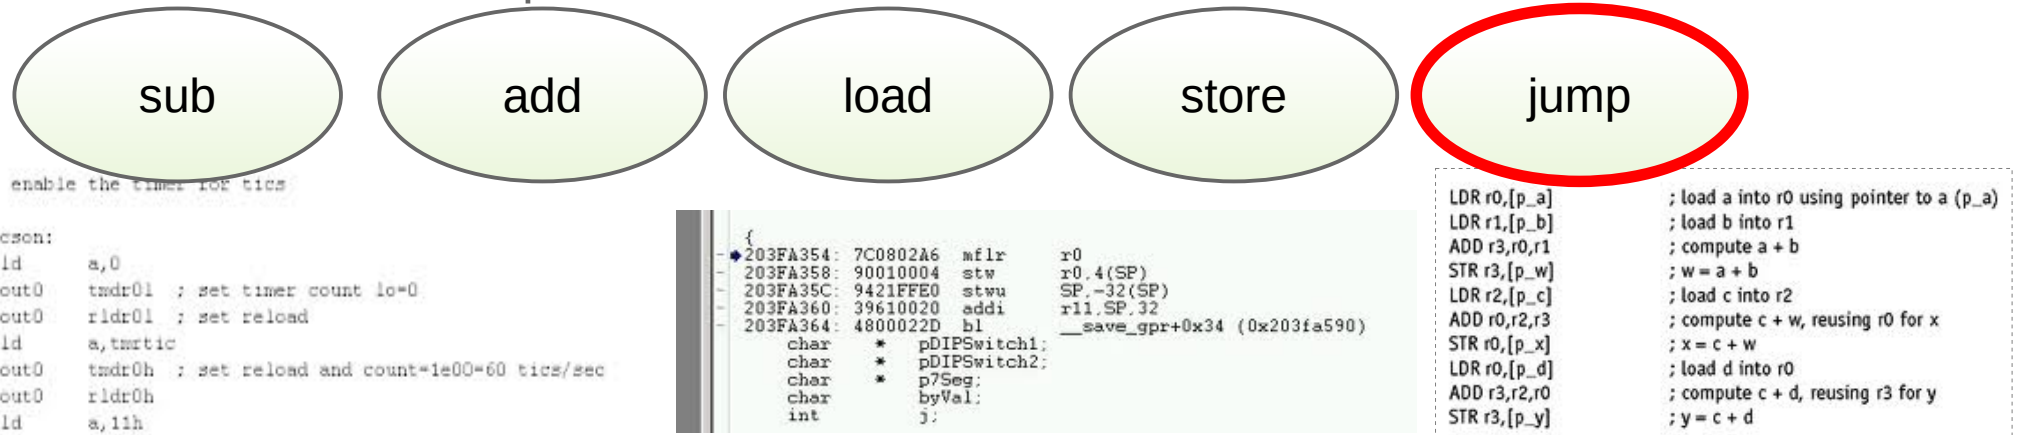 sub add load store jump
enable the timer for tics
cson:
ld a,0
out0 tmdr0l ; set timer count lo=0
out0 rldr0l ; set reload
ld a,tmrtic
out0 tmdr0h ; set reload and count=1e00=60 tics/sec
out0 rldr0h
ld a,11h
{
203FA354: 7C0802A6 mflr r0
203FA358: 90010004 stw r0,4(SP)
203FA35C: 9421FFE0 stwu SP,-32(SP)
203FA360: 39610020 addi r11,SP,32
203FA364: 4800022D bl __save_gpr+0x34 (0x203fa590)
char * pDIPSwitch1;
char * pDIPSwitch2;
char * p7Seg;
char byVal;
int j;
LDR r0,[p_a] ; load a into r0 using pointer to a (p_a)
LDR r1,[p_b] ; load b into r1
ADD r3,r0,r1 ; compute a + b
STR r3,[p_w] ; w = a + b
LDR r2,[p_c] ; load c into r2
ADD r0,r2,r3 ; compute c + w, reusing r0 for x
STR r0,[p_x] ; x = c + w
LDR r0,[p_d] ; load d into r0
ADD r3,r2,r0 ; compute c + d, reusing r3 for y
STR r3,[p_y] ; y = c + d